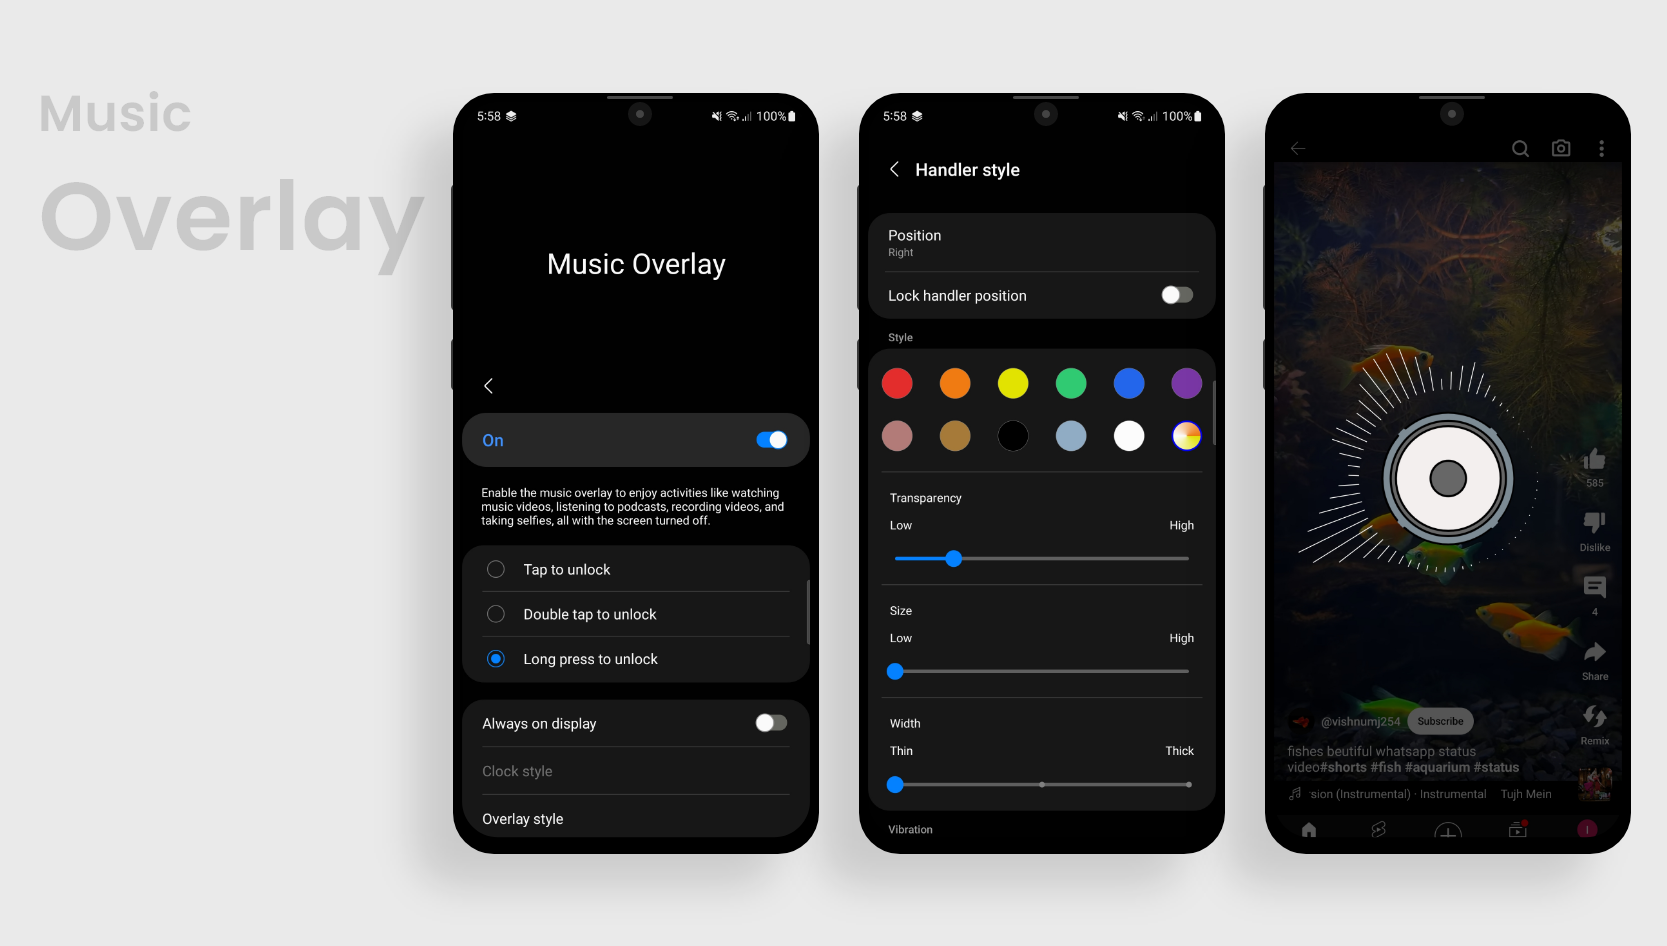 Music
Overlay
5:58
100%
Music Overlay
On
Enable the music overlay to enjoy activities like watching
music videos, listening to podcasts, recording videos, and
taking selfies, all with the screen turned off.
Tap to unlock
Double tap to unlock
Long press to unlock
Always on display
Clock style
Overlay style
5:58
100%
Handler style
Position
Right
Lock handler position
Style
Transparency
Low High
Size
Low High
Width
Thin Thick
Vibration
585
Dislike
4
Share
@vishnumj254 Subscribe
Remix
fishes beutiful whatsapp status
video#shorts #fish #aquarium #status
sion (Instrumental) · Instrumental Tujh Mein
I